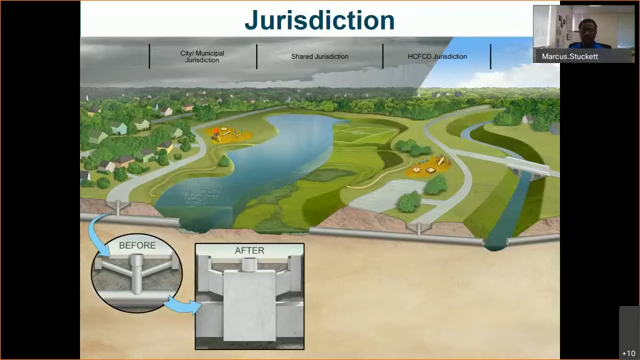 Jurisdiction
City/ Municipal
Jurisdiction
Shared Jurisdiction
HCFCD Jurisdiction
Marcus.Stuckett
BEFORE
AFTER
+10